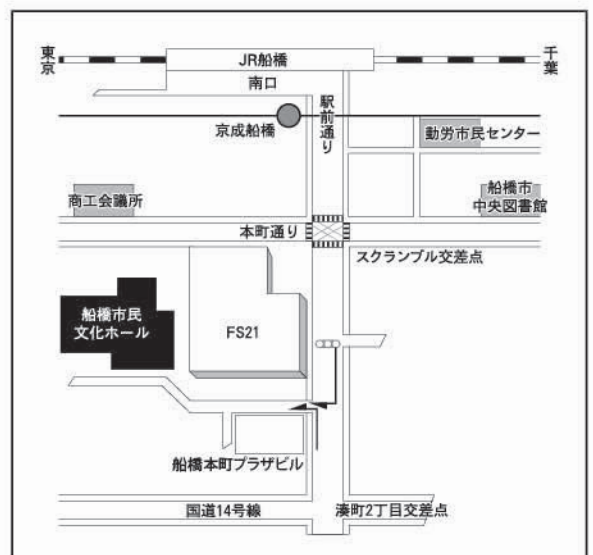 東京
JR船橋
千葉
南口
駅前通り
京成船橋
勤労市民センター
商工会議所
船橋市
中央図書館
本町通り
スクランブル交差点
船橋市民
文化ホール
FS21
船橋本町プラザビル
国道14号線
湊町2丁目交差点